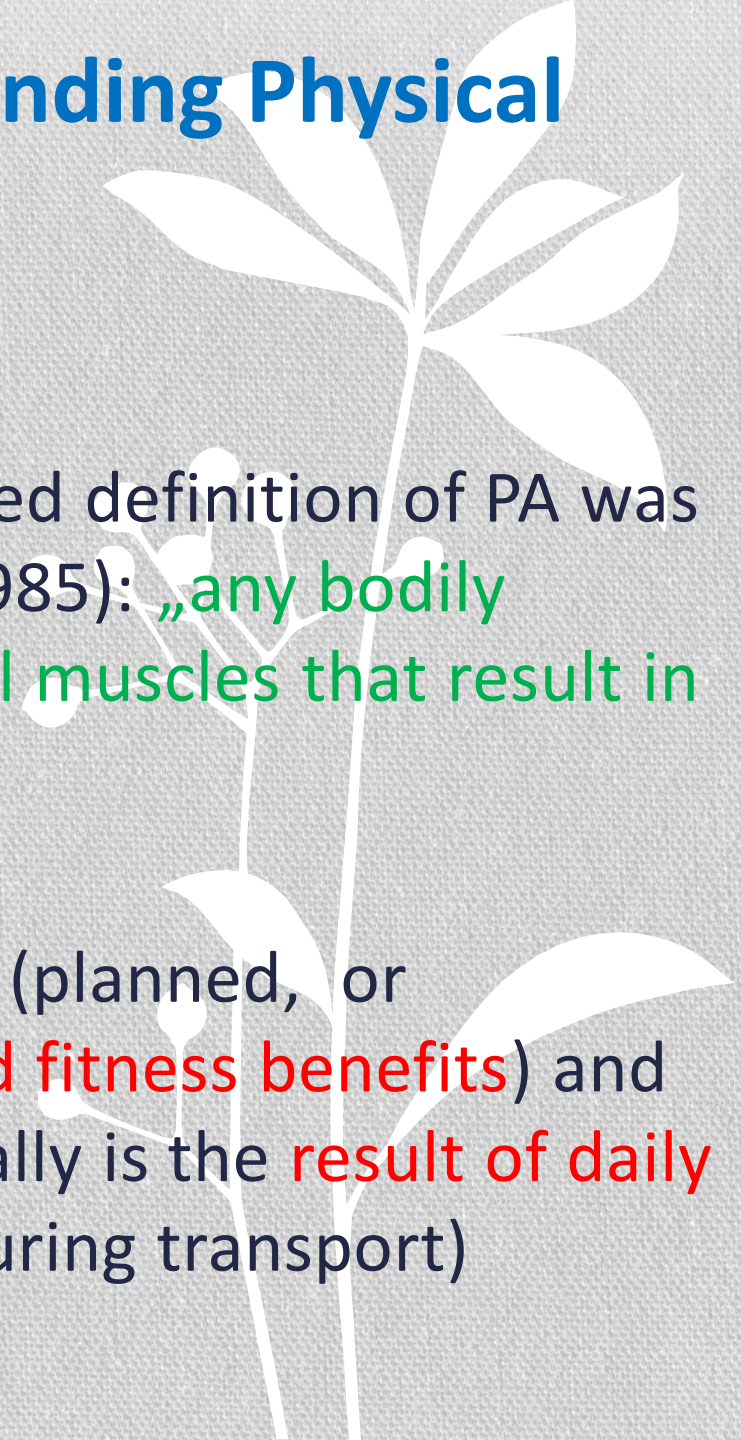 nding Physical
ed definition of PA was
985): „any bodily
l muscles that result in
(planned, or
d fitness benefits) and
ally is the result of daily
uring transport)